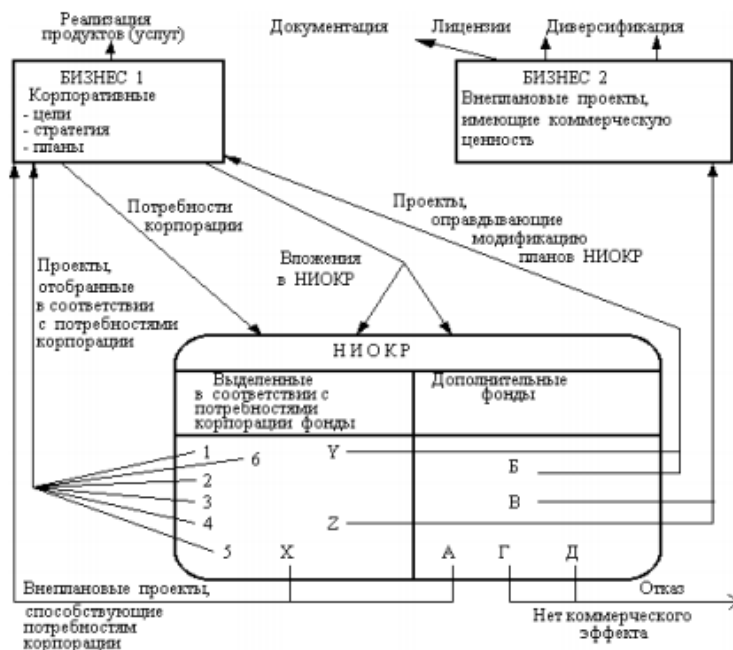 Реализация
продуктов (услуг)
Документация
Лицензии
Диверсификация
БИЗНЕС 1
Корпоративные
- цели
- стратегия
- планы
БИЗНЕС 2
Внеплановые проекты,
имеющие коммерческую
ценность
Потребности
корпорации
Проекты,
оправдывающие
модификацию
планов НИОКР
Вложения
в НИОКР
Проекты,
отобранные
в соответствии
с потребностями
корпорации
НИОКР
Выделенные
в соответствии с
потребностями
корпорации фонды
Дополнительные
фонды
1
6
Y
2
Б
3
В
4
Z
5
X
А
Г
Д
Внеплановые проекты,
способствующие
потребностям
корпорации
Отказ
Нет коммерческого
эффекта